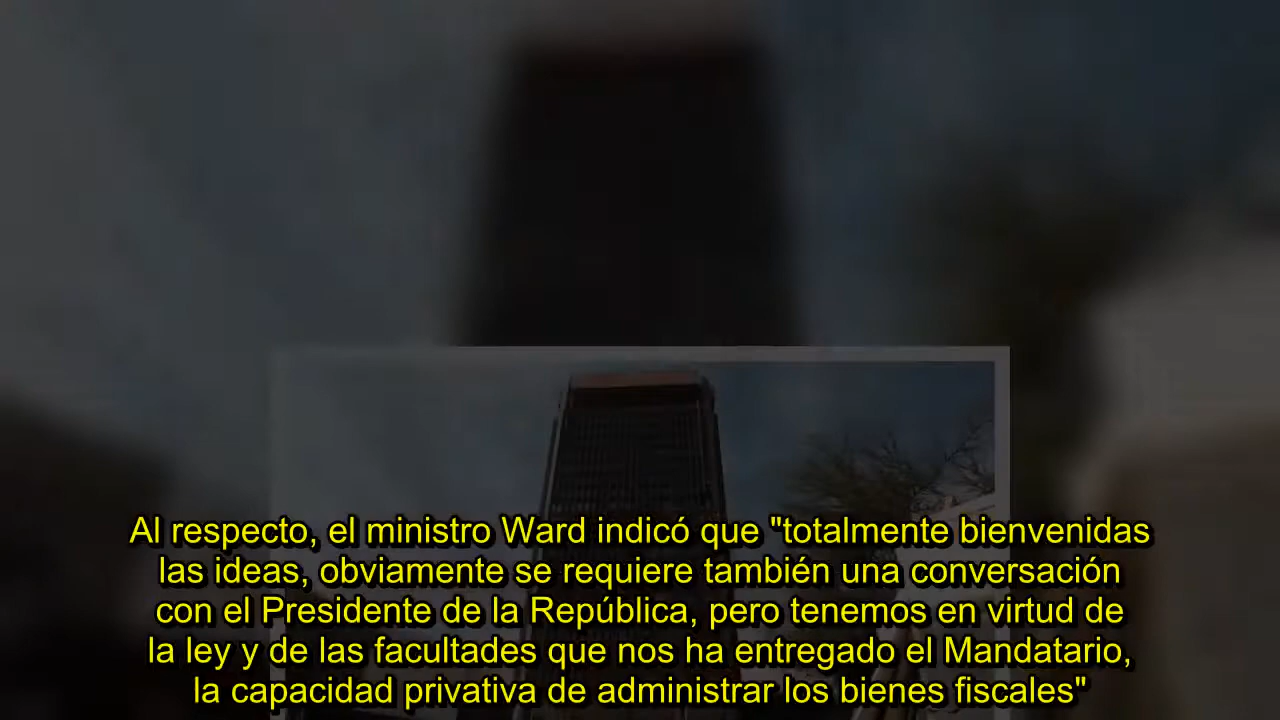 Al respecto, el ministro Ward indicó que "totalmente bienvenidas
las ideas, obviamente se requiere también una conversación
con el Presidente de la República, pero tenemos en virtud de
la ley y de las facultades que nos ha entregado el Mandatario,
la capacidad privativa de administrar los bienes fiscales"